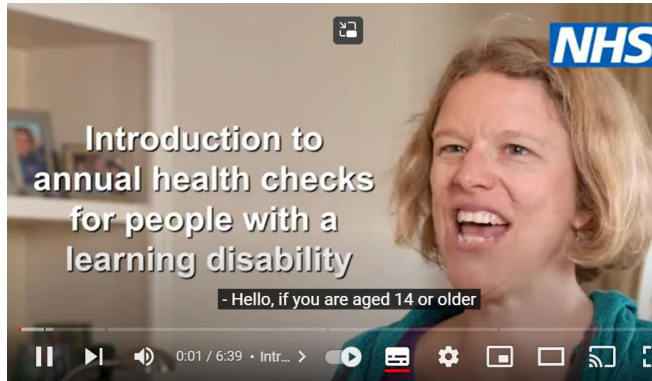 NHS
Introduction to
annual health checks
for people with a
learning disability
- Hello, if you are aged 14 or older
0:01 / 6:39 • Intr... >